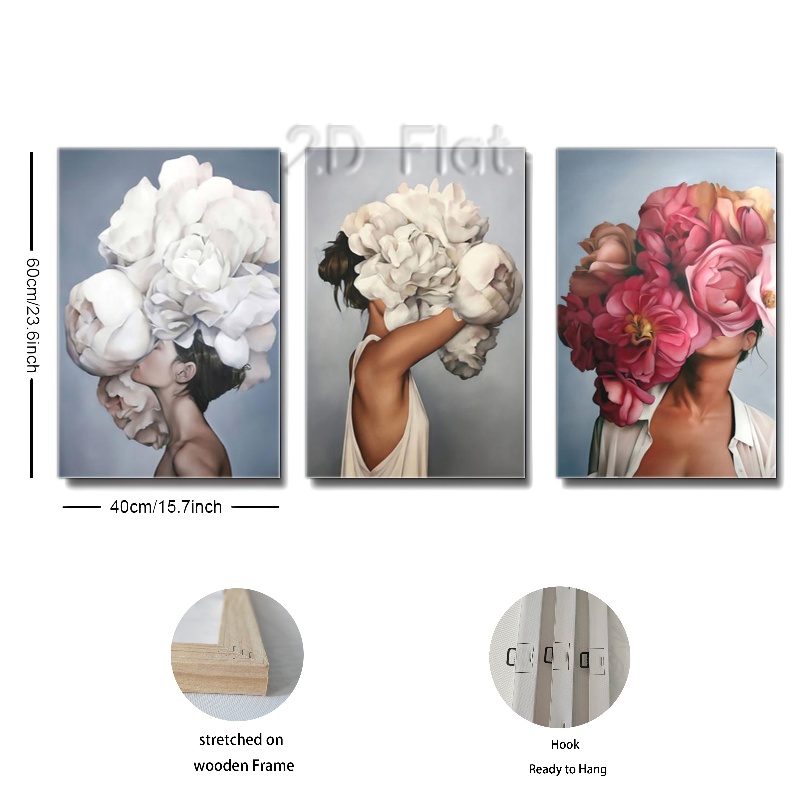 2D Flat
60cm/23.6inch
40cm/15.7inch
stretched on
wooden Frame
Hook
Ready to Hang